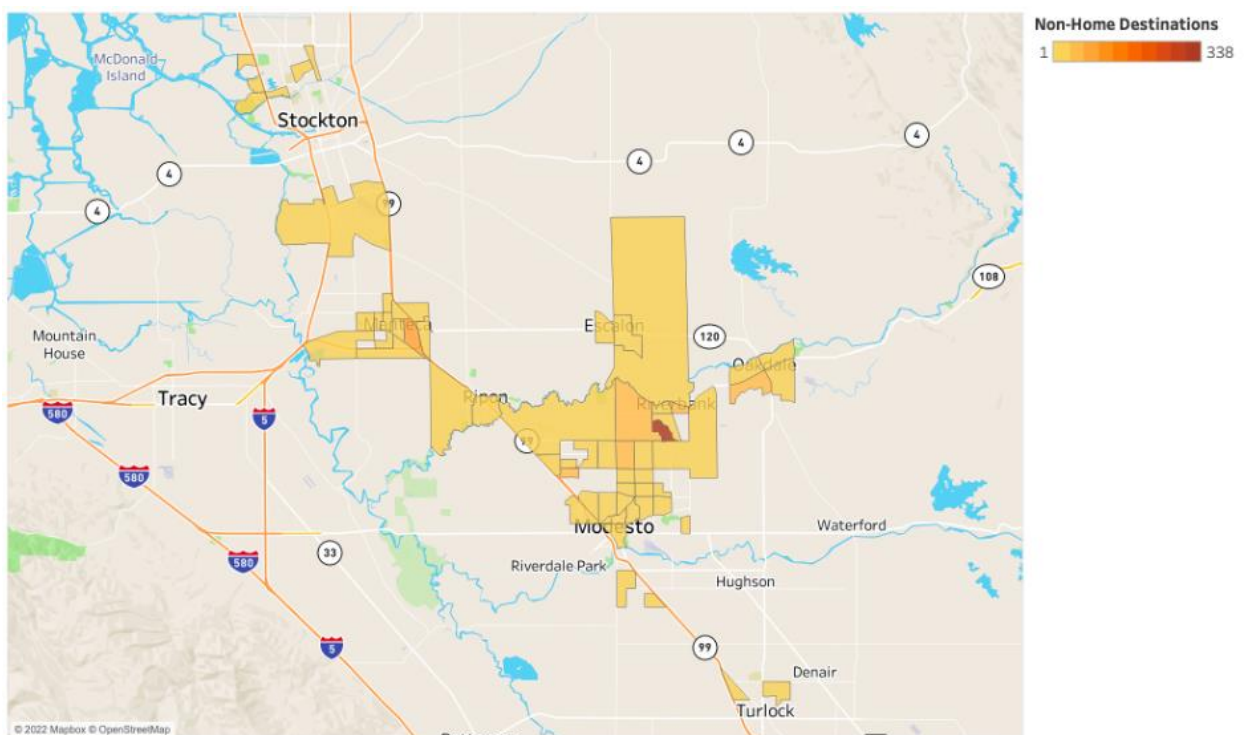 Non-Home Destinations
1 338
McDonald
Island
Stockton
4
4
4
4
4
99
108
Mountain
House
Manteca
Escalon
120
Oakdale
Tracy
Ripon
Riverbank
580
5
99
580
Modesto
Waterford
33
580
Riverdale Park
Hughson
5
99
Denair
Turlock
© 2022 Mapbox © OpenStreetMap